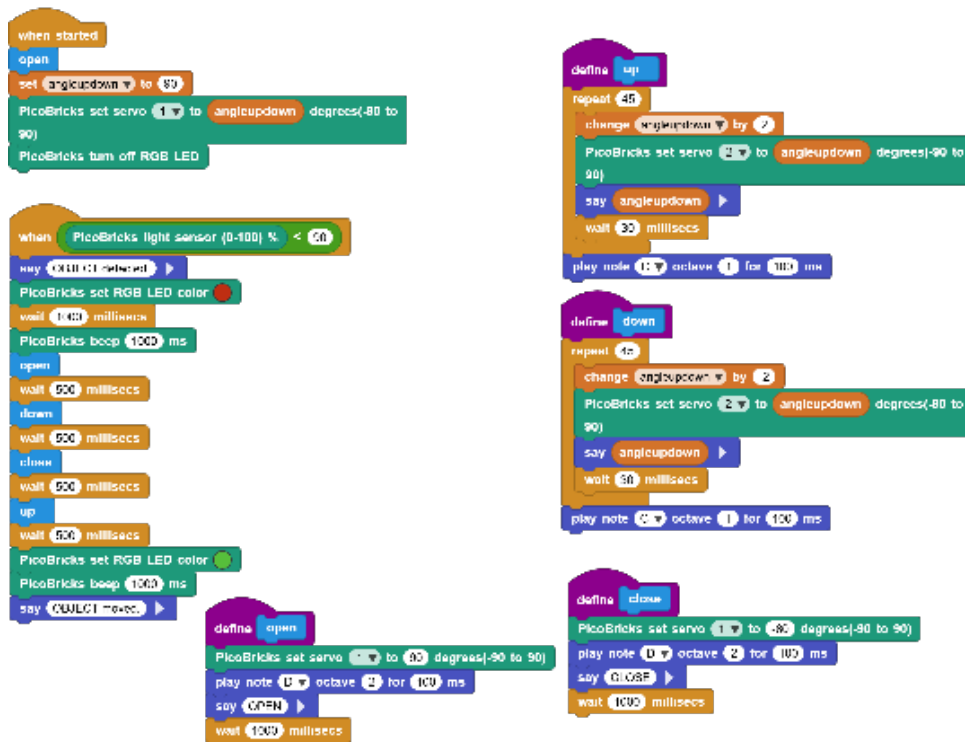 when started
open
set angleupdown to 90
PicoBricks set servo 1 to angleupdown degrees(-90 to
90)
PicoBricks turn off RGB LED
when PicoBricks light sensor (0-100) % < 90
say OBJECT detected
PicoBricks set RGB LED color
wait 1000 millisecs
PicoBricks beep 1000 ms
open
wait 500 millisecs
down
wait 500 millisecs
close
wait 500 millisecs
up
wait 500 millisecs
PicoBricks set RGB LED color
PicoBricks beep 1000 ms
say OBJECT moved.
define open
PicoBricks set servo 1 to 90 degrees(-90 to 90)
play note D octave 2 for 100 ms
say OPEN
wait 1000 millisecs
define up
repeat 45
change angleupdown by 2
PicoBricks set servo 2 to angleupdown degrees(-90 to
90)
say angleupdown
wait 30 millisecs
play note D octave 1 for 100 ms
define down
repeat 45
change angleupdown by -2
PicoBricks set servo 2 to angleupdown degrees(-90 to
90)
say angleupdown
wait 30 millisecs
play note C octave 1 for 100 ms
define close
PicoBricks set servo 1 to degrees(-90 to 90)
play note D octave 2 for 100 ms
say CLOSE
wait 1000 millisecs